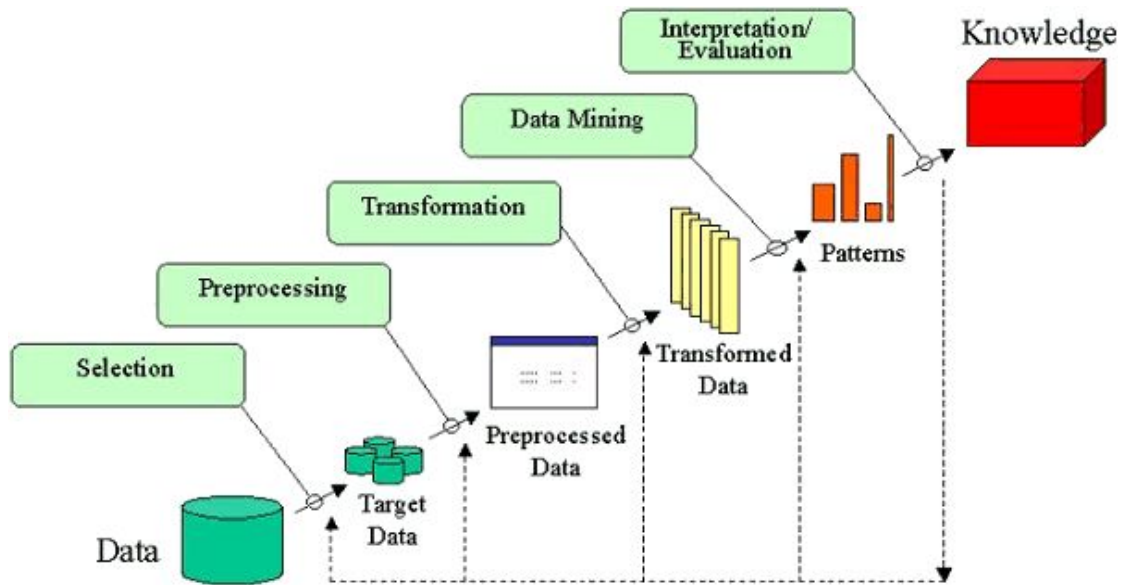 Interpretation/
Evaluation
Knowledge
Data Mining
Transformation
Patterns
Preprocessing
Transformed
Data
Selection
Preprocessed
Data
Target
Data
Data